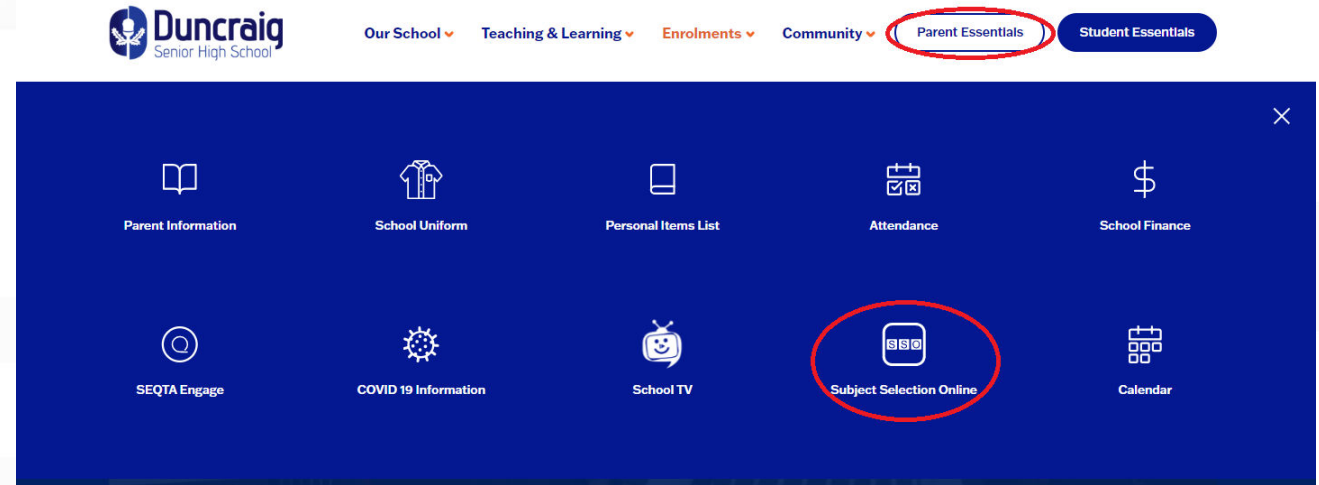 Duncraig
Senior High School
Our School
Teaching & Learning
Enrolments
Community
Parent Essentials
Student Essentials
Parent Information
School Uniform
Personal Items List
Attendance
School Finance
SSO
SEQTA Engage
COVID 19 Information
School TV
Subject Selection Online
Calendar